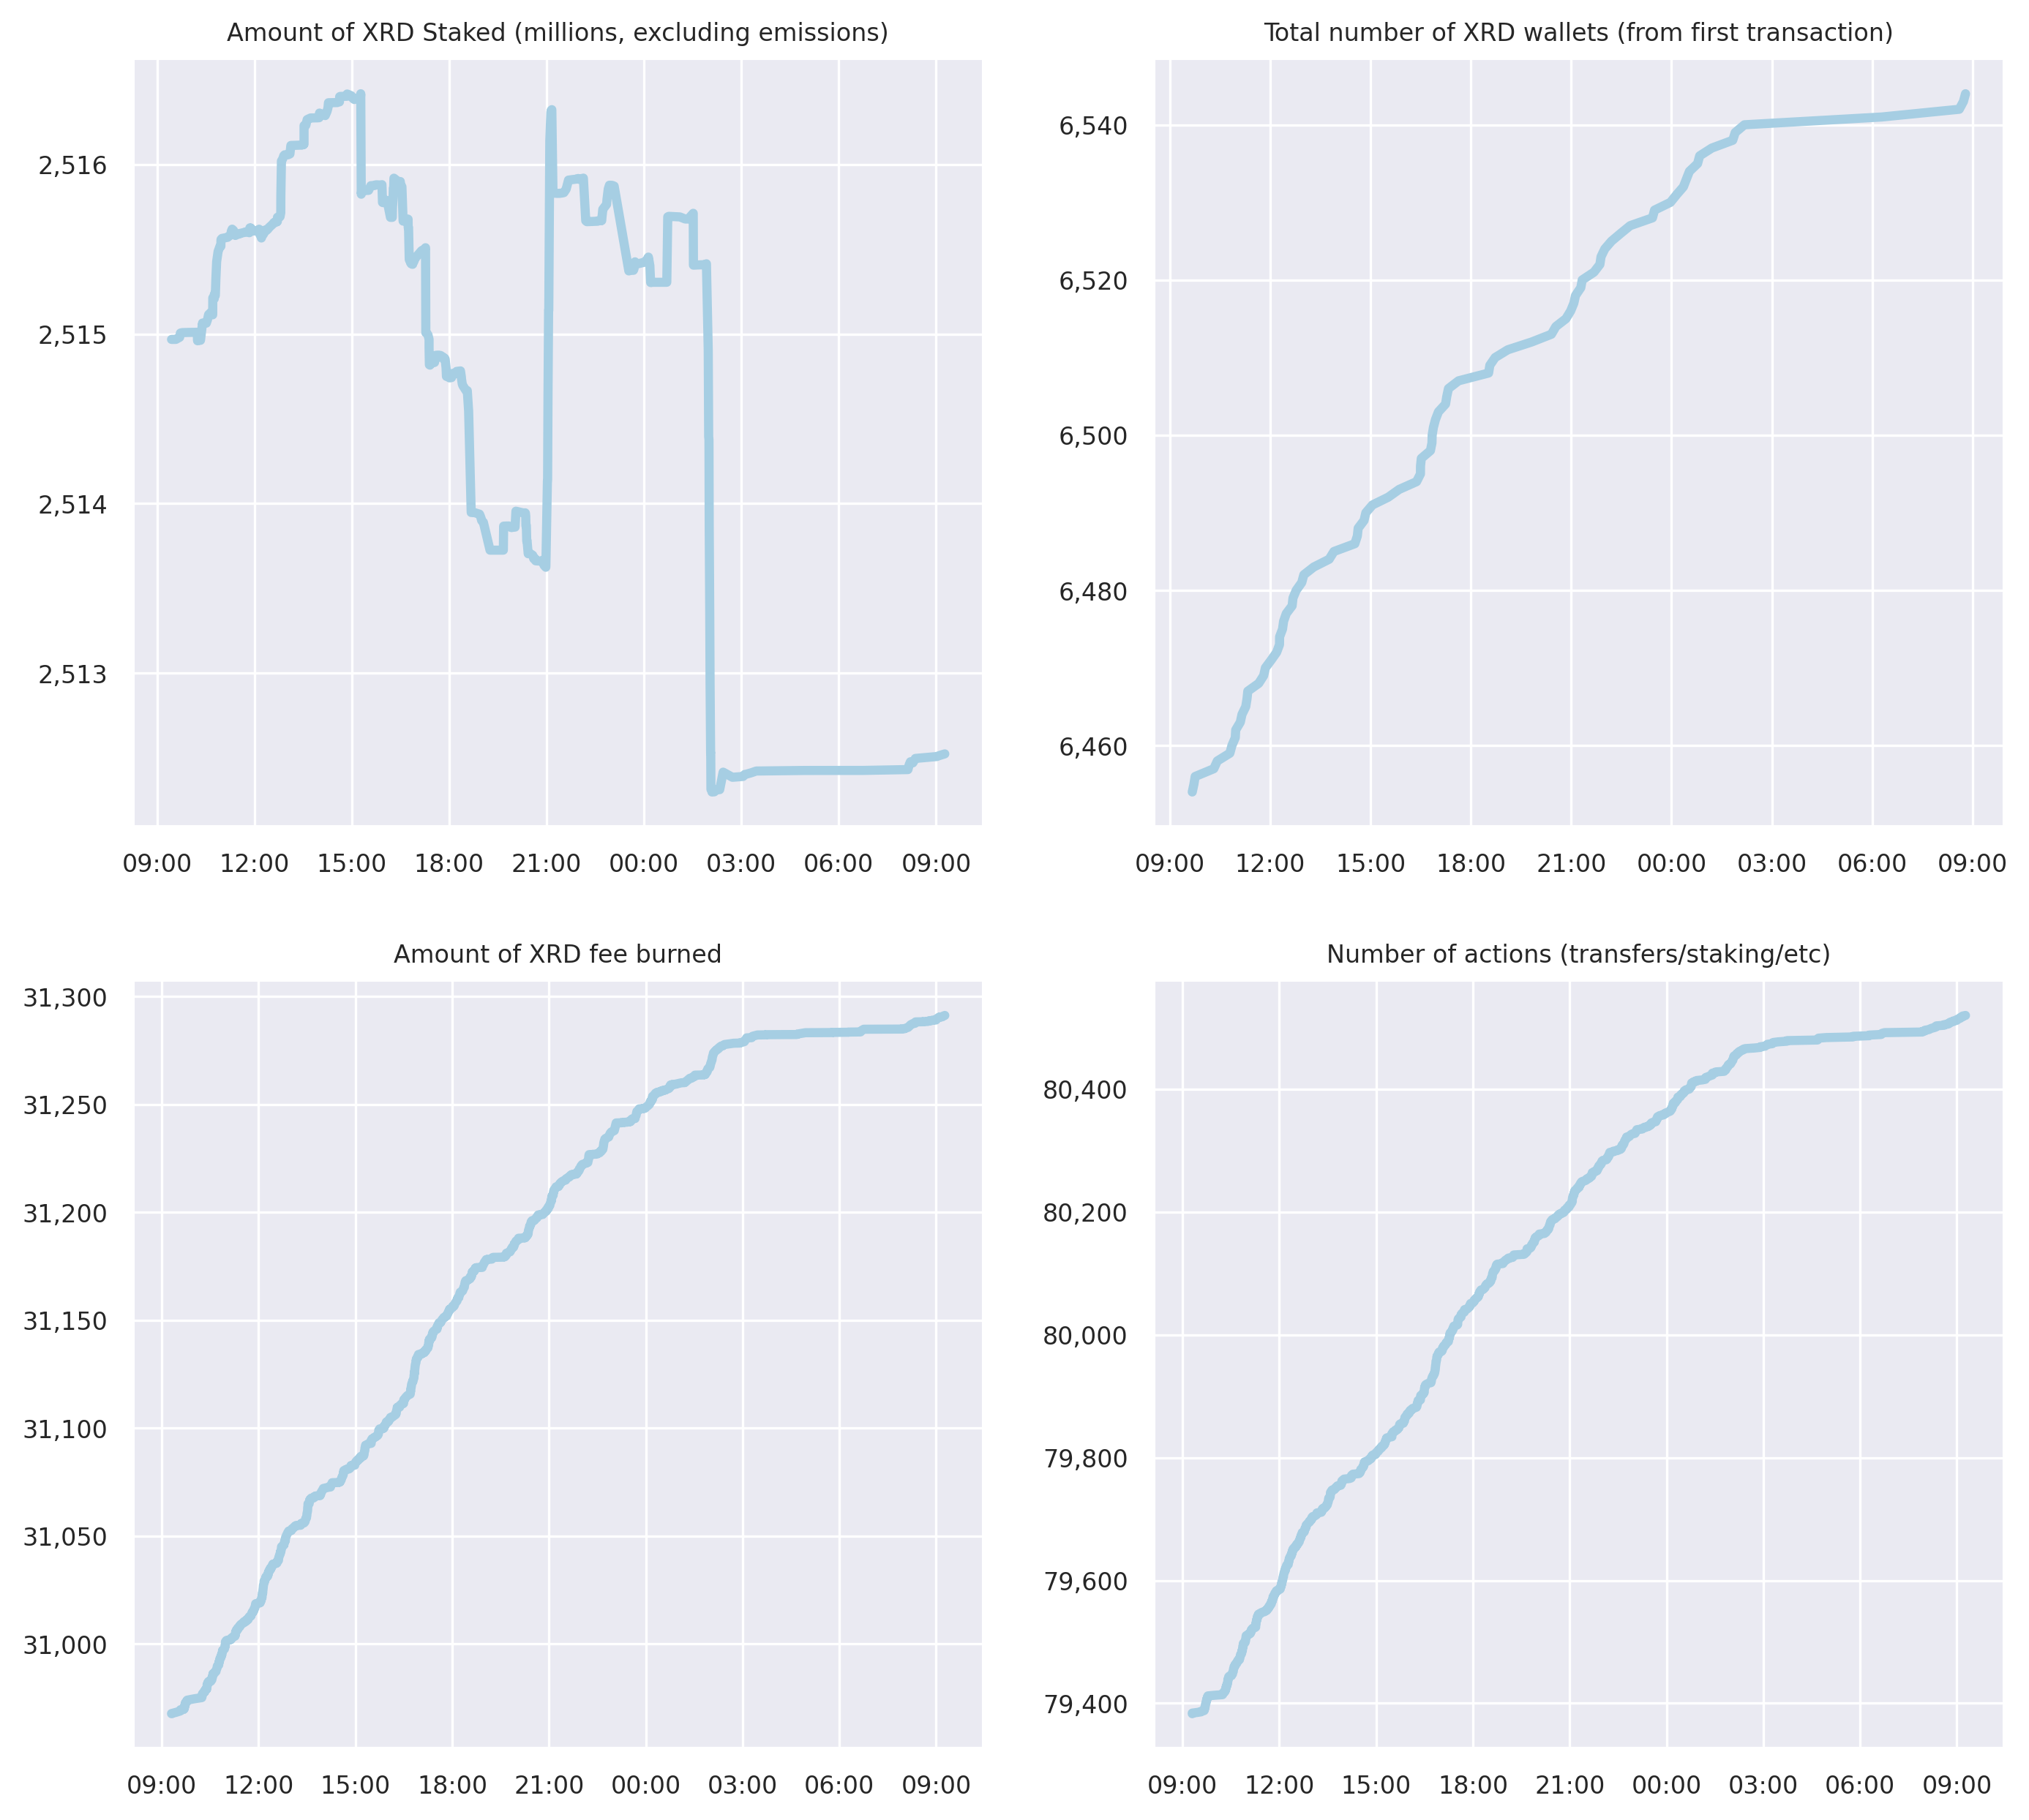 Amount of XRD Staked (millions, excluding emissions)
2,516
2,515
2,514
2,513
09:00 12:00 15:00 18:00 21:00 00:00 03:00 06:00 09:00
Total number of XRD wallets (from first transaction)
6,540
6,520
6,500
6,480
6,460
09:00 12:00 15:00 18:00 21:00 00:00 03:00 06:00 09:00
Amount of XRD fee burned
31,300
31,250
31,200
31,150
31,100
31,050
31,000
09:00 12:00 15:00 18:00 21:00 00:00 03:00 06:00 09:00
Number of actions (transfers/staking/etc)
80,400
80,200
80,000
79,800
79,600
79,400
09:00 12:00 15:00 18:00 21:00 00:00 03:00 06:00 09:00